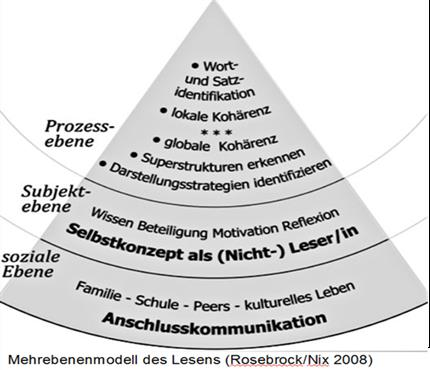 • Wort-
und Satz-
identifikation
• lokale Kohärenz
* * *
• globale Kohärenz
• Superstrukturen erkennen
• Darstellungsstrategien identifizieren
Prozess-
ebene
Subjekt-
ebene
Wissen Beteiligung Motivation Reflexion
Selbstkonzept als (Nicht-) Leser/in
soziale
Ebene
Familie - Schule - Peers - kulturelles Leben
Anschlusskommunikation
Mehrebenenmodell des Lesens (Rosebrock/Nix 2008)